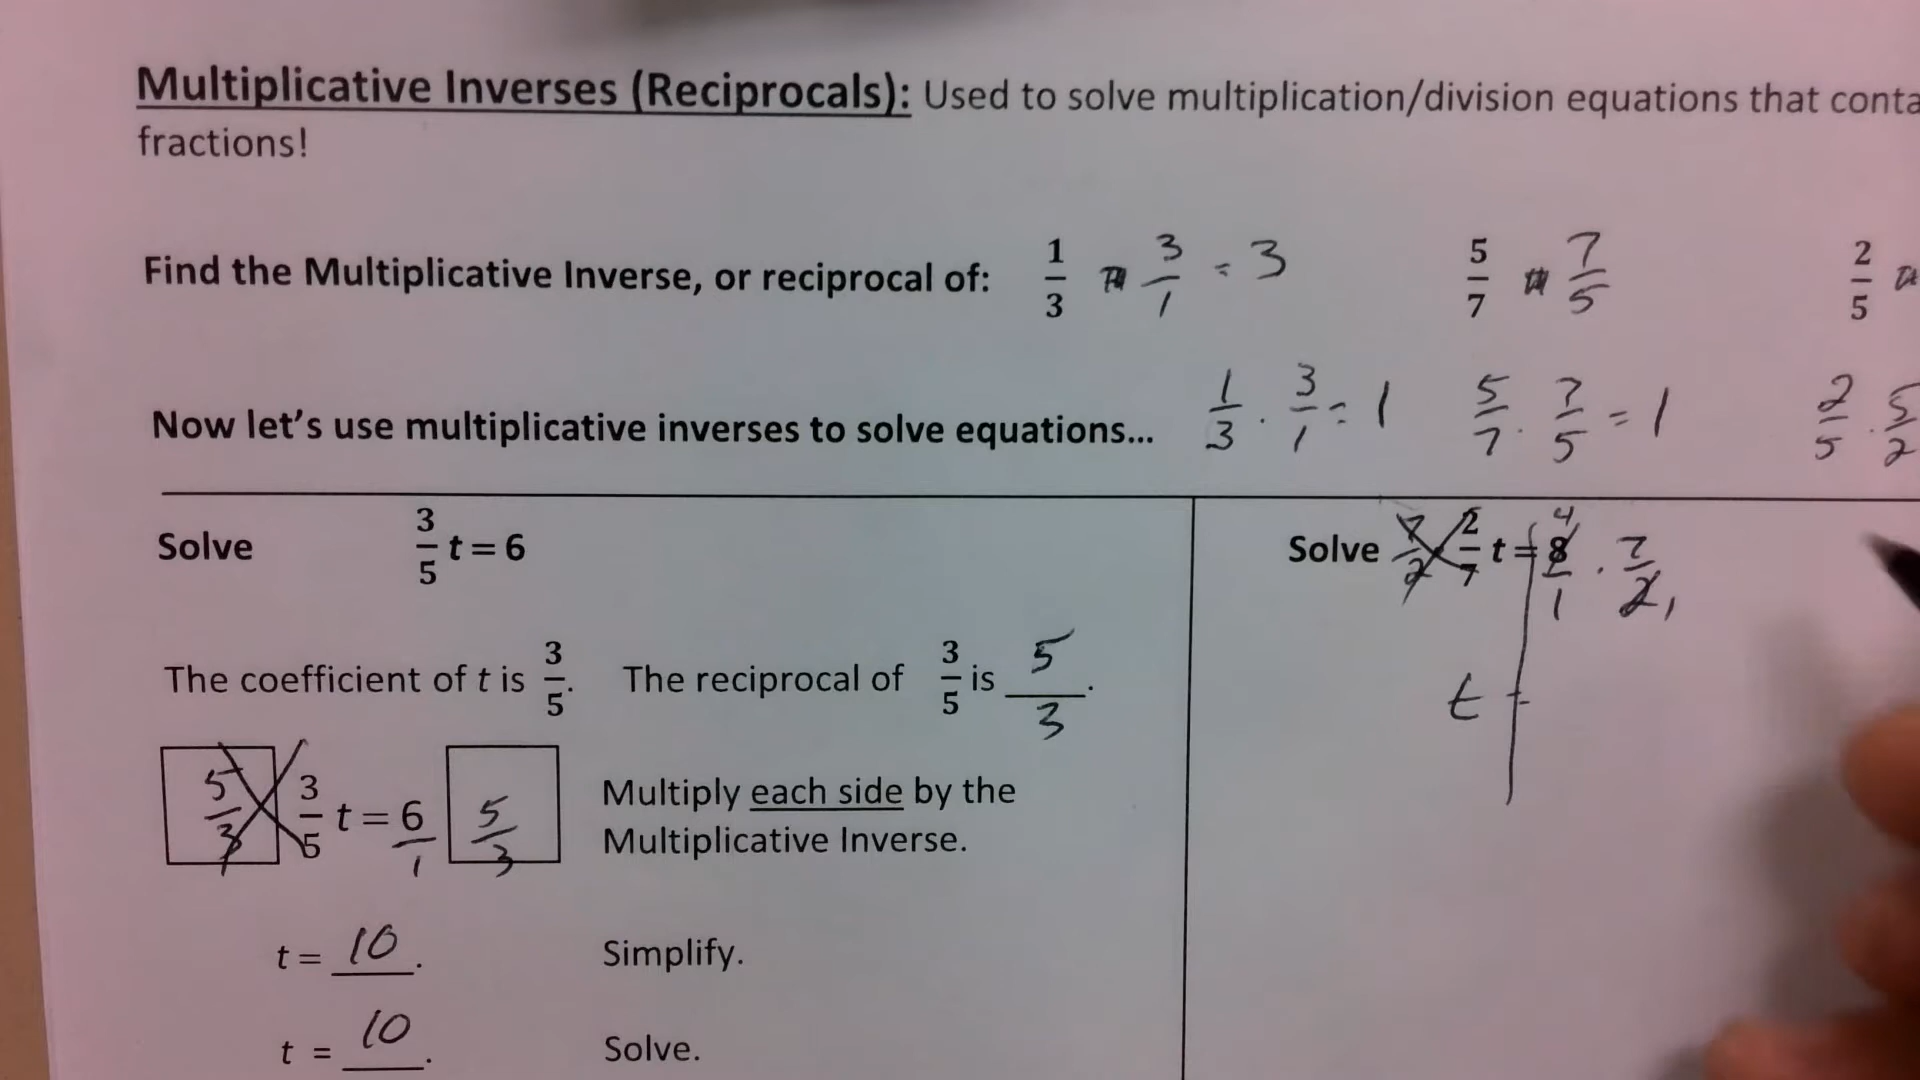 Multiplicative Inverses (Reciprocals): Used to solve multiplication/division equations that conta
fractions!
Find the Multiplicative Inverse, or reciprocal of: 1/3 3/1 = 3 5/7 7/5 2/5
Now let's use multiplicative inverses to solve equations... 1/3 · 3/1 = 1 5/7 · 7/5 = 1 2/5 · 5/2
Solve 3/5 t = 6
The coefficient of t is 3/5. The reciprocal of 3/5 is 5/3.
5/3 3/5 t = 6/1 5/3 Multiply each side by the
Multiplicative Inverse.
t = 10. Simplify.
t = 10. Solve.
Solve 7/2 2/7 t = 8/1 · 7/2
4 1
t =